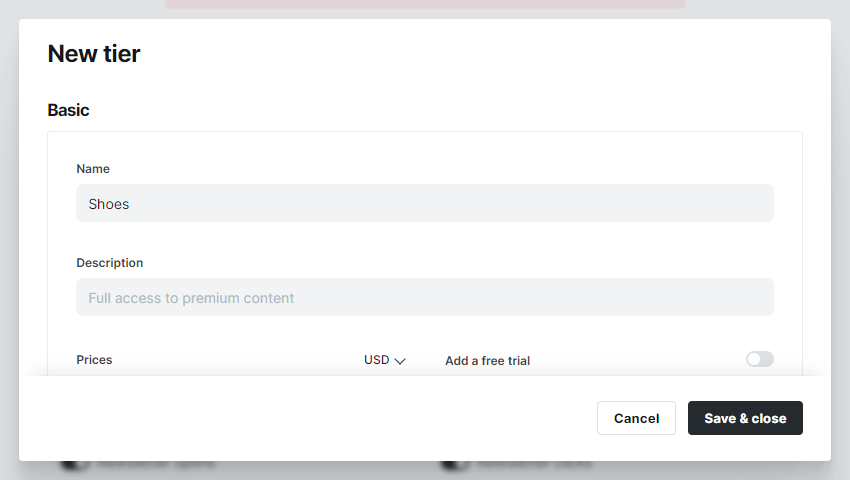 New tier
Basic
Name
Shoes
Description
Full access to premium content
Prices USD Add a free trial
Cancel Save & close